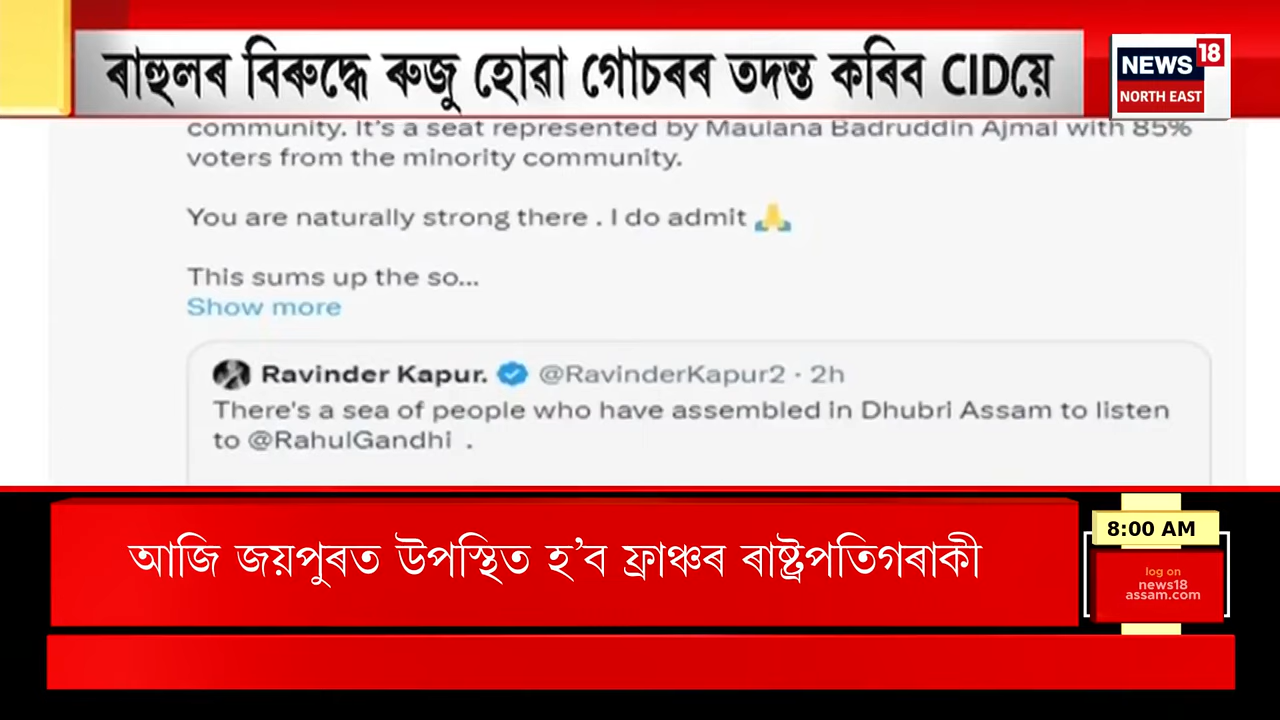 ৰাহুলৰ বিৰুদ্ধে ৰুজু হোৱা গোচৰৰ তদন্ত কৰিব CIDয়ে
NEWS 18
NORTH EAST
community. It's a seat represented by Maulana Badruddin Ajmal with 85%
voters from the minority community.
You are naturally strong there . I do admit 🙏
This sums up the so...
Show more
Ravinder Kapur. @RavinderKapur2 · 2h
There's a sea of people who have assembled in Dhubri Assam to listen
to @RahulGandhi .
আজি জয়পুৰত উপস্থিত হ’ব ফ্ৰাঞ্চৰ ৰাষ্ট্ৰপতিগৰাকী
8:00 AM
log on
news18
assam.com